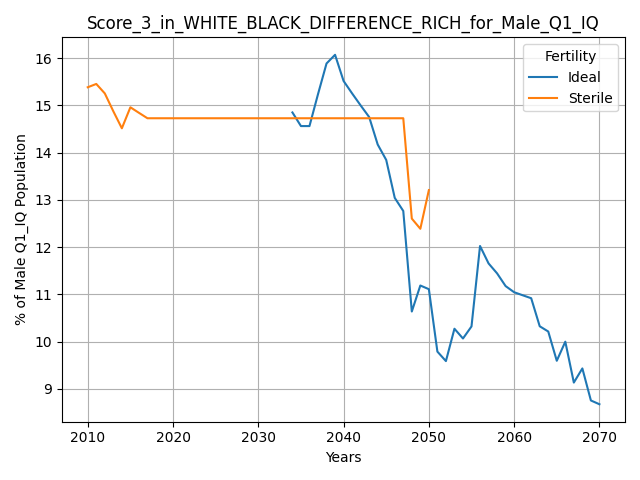 Score_3_in_WHITE_BLACK_DIFFERENCE_RICH_for_Male_Q1_IQ
Fertility
Ideal
Sterile
% of Male Q1_IQ Population
16
15
14
13
12
11
10
9
2010 2020 2030 2040 2050 2060 2070
Years